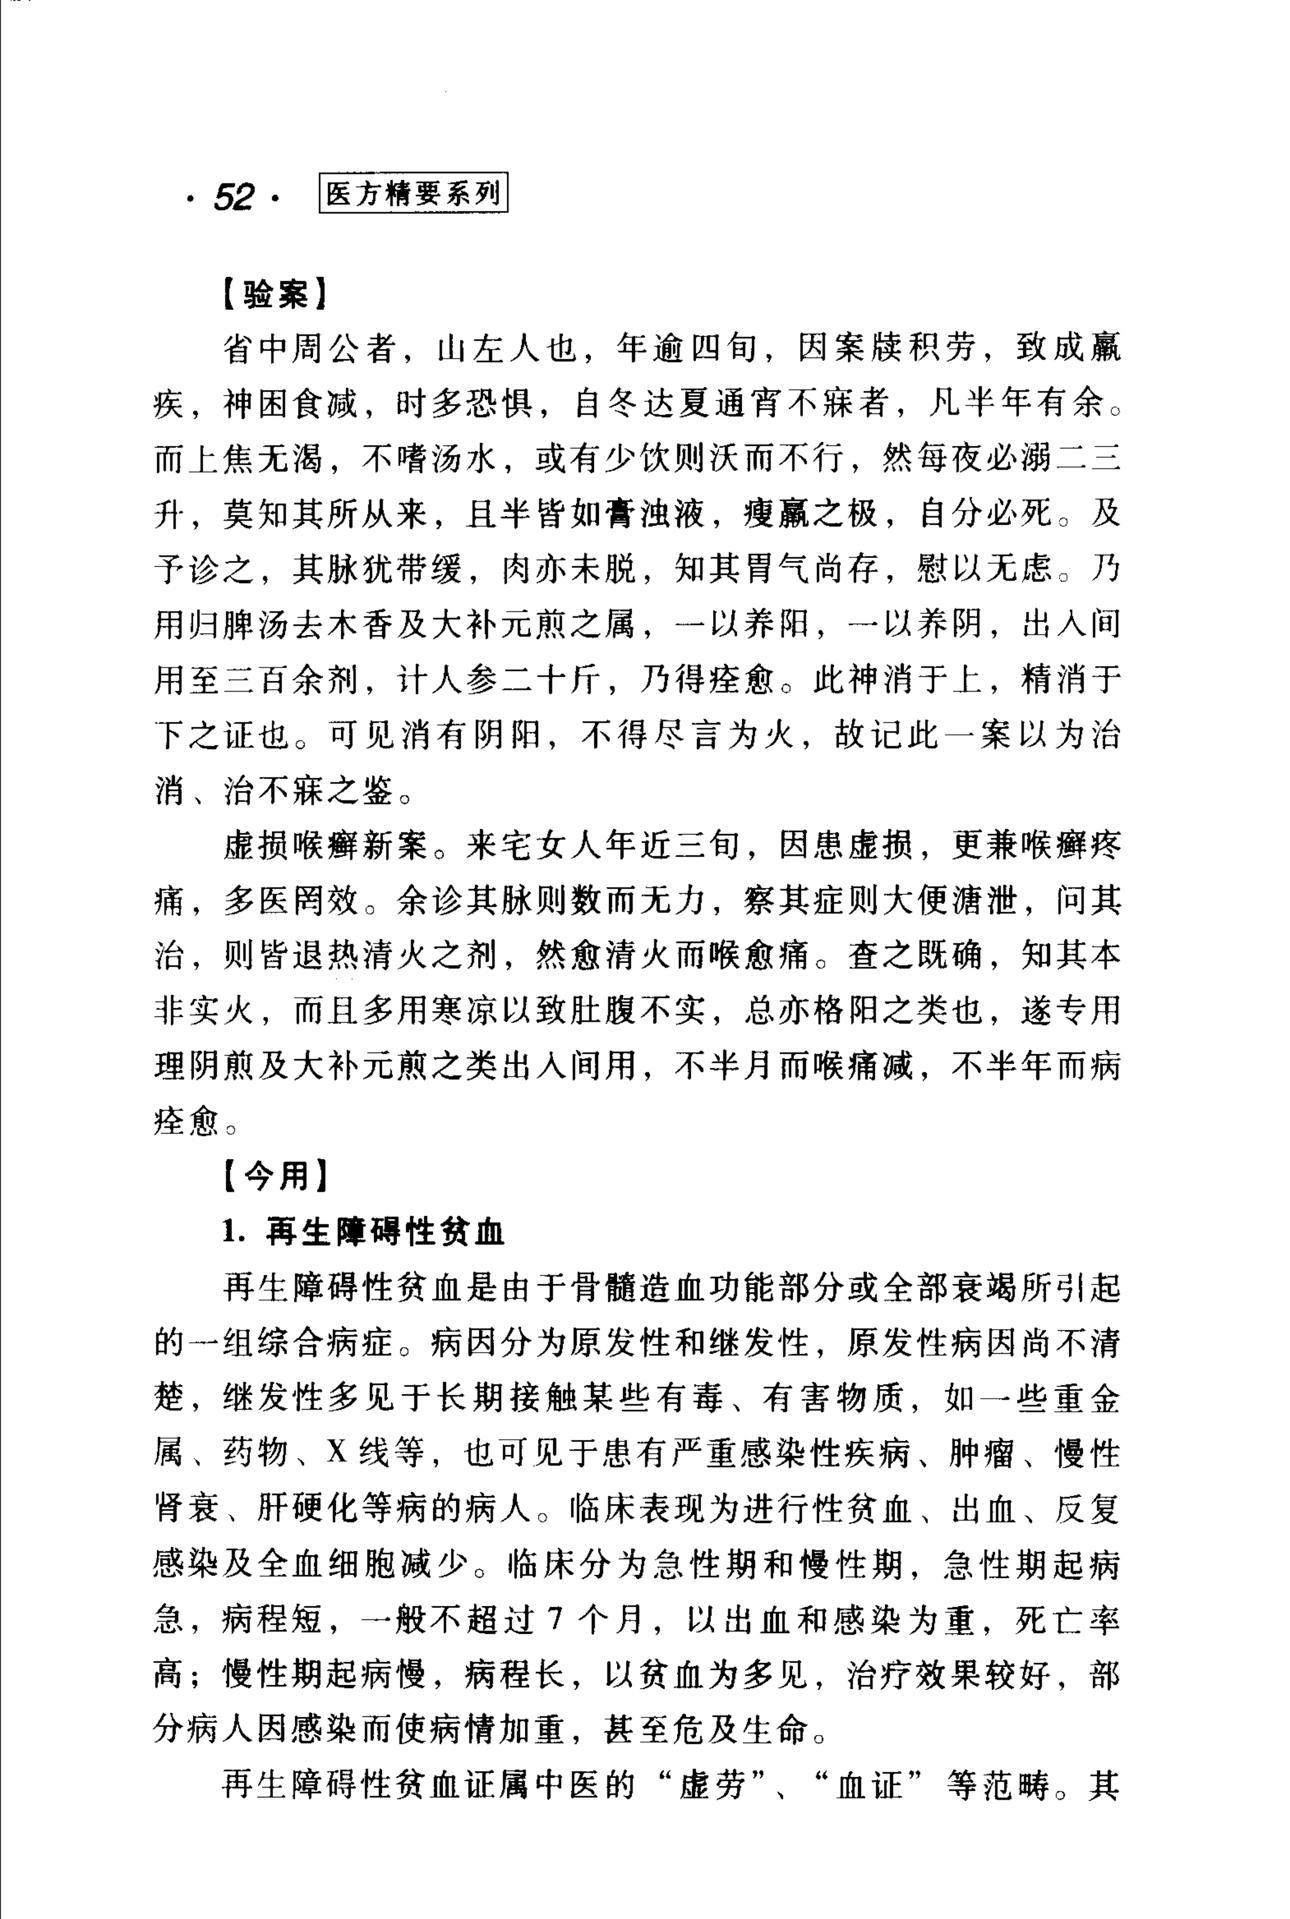 · 52 · 医方精要系列
【验案】
省中周公者，山左人也，年逾四旬，因案牍积劳，致成羸
疾，神困食减，时多恐惧，自冬达夏通宵不寐者，凡半年有余。
而上焦无渴，不嗜汤水，或有少饮则沃而不行，然每夜必溺二三
升，莫知其所从来，且半皆如膏浊液，瘦羸之极，自分必死。及
予诊之，其脉犹带缓，肉亦未脱，知其胃气尚存，慰以无虑。乃
用归脾汤去木香及大补元煎之属，一以养阳，一以养阴，出入间
用至三百余剂，计人参二十斤，乃得痊愈。此神消于上，精消于
下之证也。可见消有阴阳，不得尽言为火，故记此一案以为治
消、治不寐之鉴。
虚损喉癣新案。来宅女人年近三旬，因患虚损，更兼喉癣疼
痛，多医罔效。余诊其脉则数而无力，察其症则大便溏泄，问其
治，则皆退热清火之剂，然愈清火而喉愈痛。查之既确，知其本
非实火，而且多用寒凉以致肚腹不实，总亦格阳之类也，遂专用
理阴煎及大补元煎之类出入间用，不半月而喉痛减，不半年而病
痊愈。
【今用】
1. 再生障碍性贫血
再生障碍性贫血是由于骨髓造血功能部分或全部衰竭所引起
的一组综合病症。病因分为原发性和继发性，原发性病因尚不清
楚，继发性多见于长期接触某些有毒、有害物质，如一些重金
属、药物、X 线等，也可见于患有严重感染性疾病、肿瘤、慢性
肾衰、肝硬化等病的病人。临床表现为进行性贫血、出血、反复
感染及全血细胞减少。临床分为急性期和慢性期，急性期起病
急，病程短，一般不超过 7 个月，以出血和感染为重，死亡率
高；慢性期起病慢，病程长，以贫血为多见，治疗效果较好，部
分病人因感染而使病情加重，甚至危及生命。
再生障碍性贫血证属中医的“虚劳”、“血证”等范畴。其